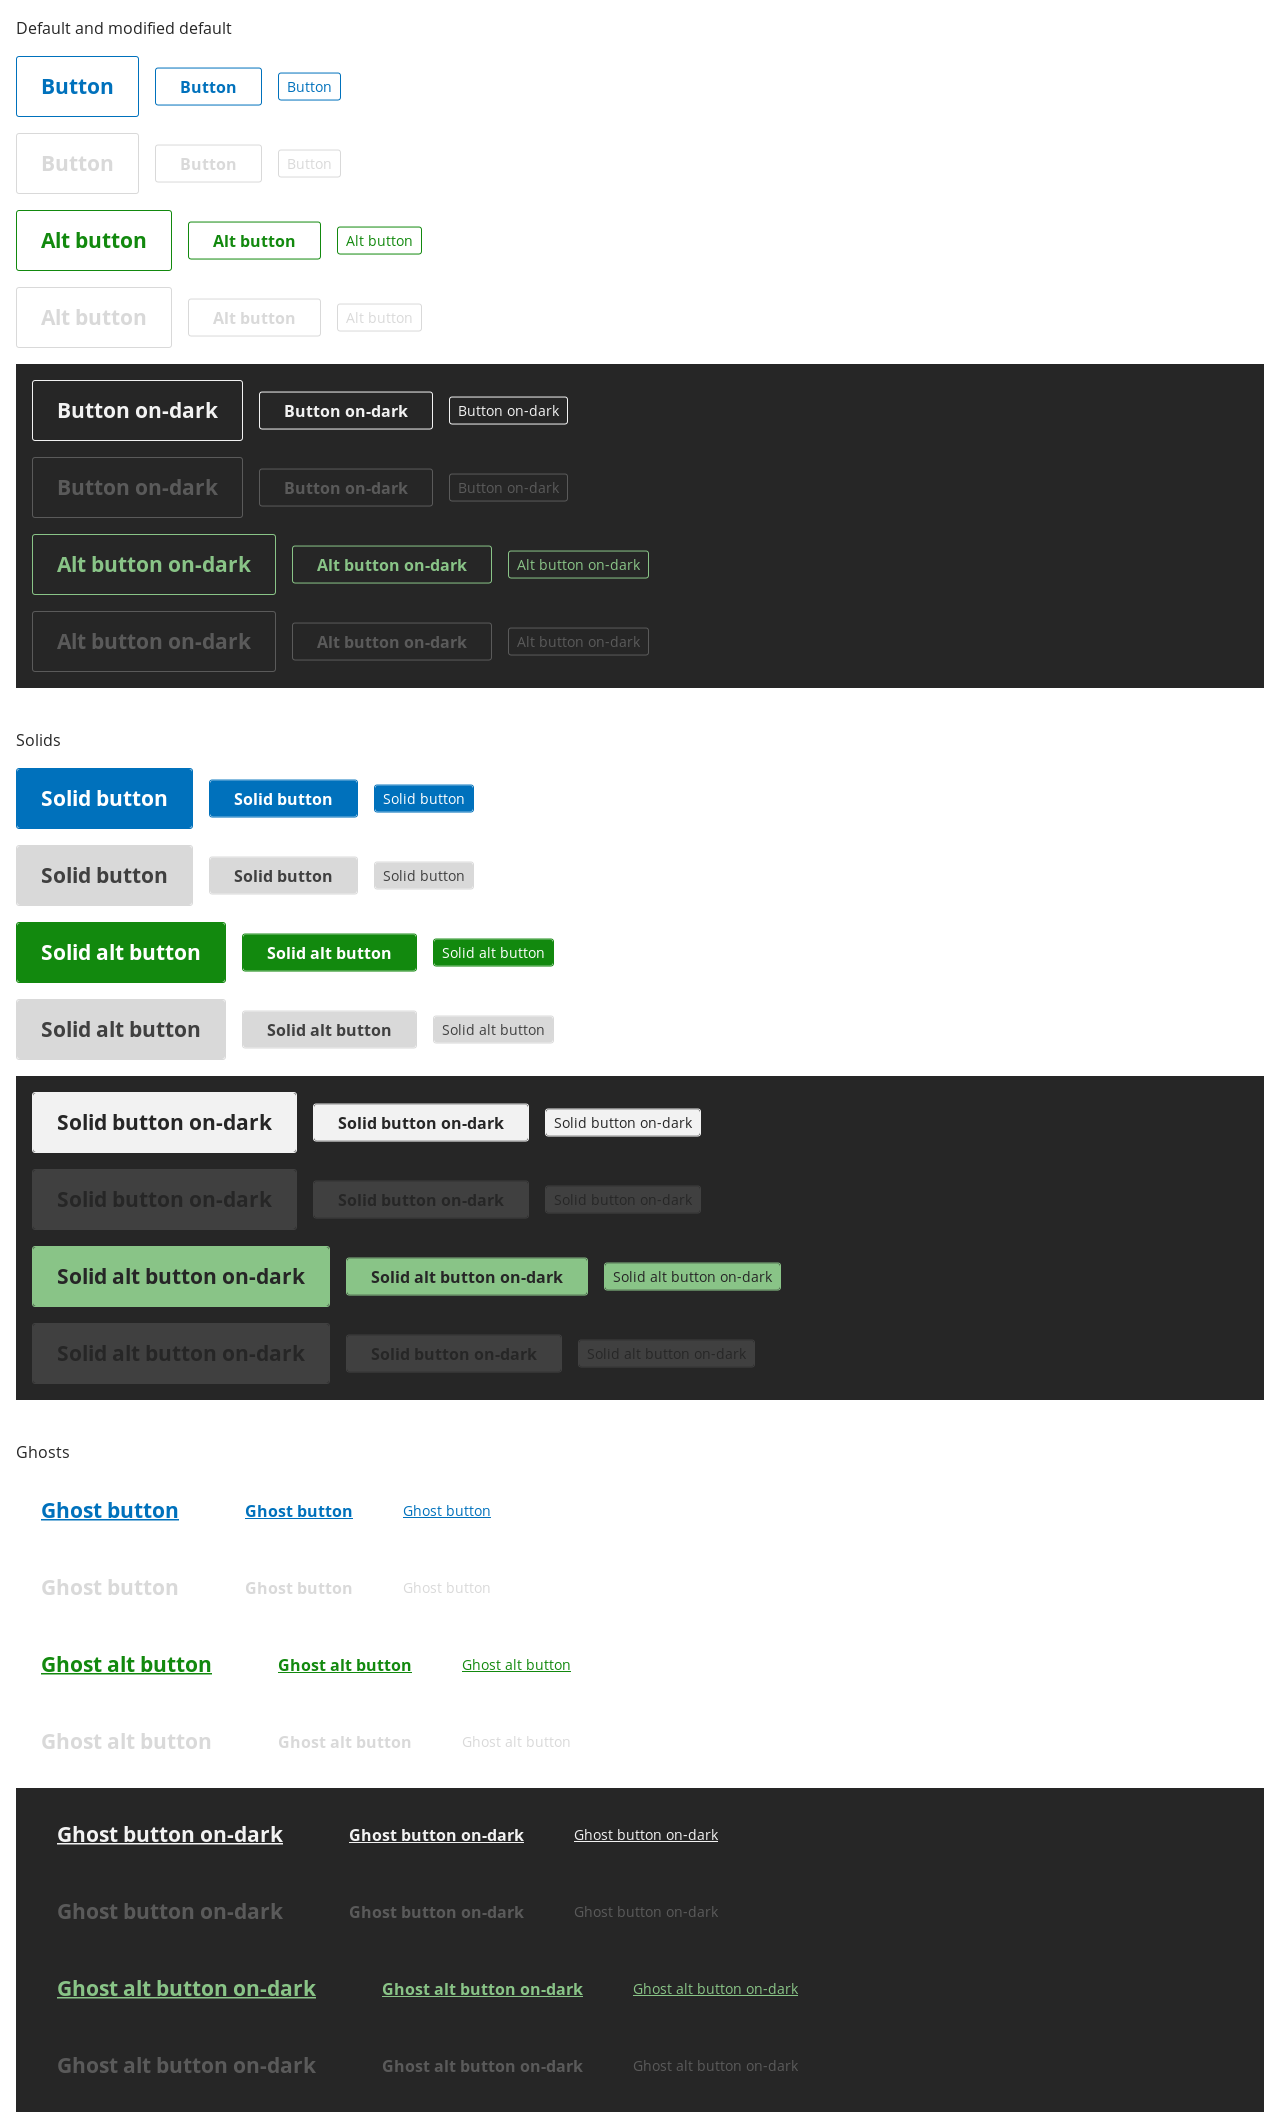 Default and modified default
Button Button Button
Button Button Button
Alt button Alt button Alt button
Alt button Alt button Alt button
Button on-dark Button on-dark Button on-dark
Button on-dark Button on-dark Button on-dark
Alt button on-dark Alt button on-dark Alt button on-dark
Alt button on-dark Alt button on-dark Alt button on-dark
Solids
Solid button Solid button Solid button
Solid button Solid button Solid button
Solid alt button Solid alt button Solid alt button
Solid alt button Solid alt button Solid alt button
Solid button on-dark Solid button on-dark Solid button on-dark
Solid button on-dark Solid button on-dark Solid button on-dark
Solid alt button on-dark Solid alt button on-dark Solid alt button on-dark
Solid alt button on-dark Solid button on-dark Solid alt button on-dark
Ghosts
Ghost button Ghost button Ghost button
Ghost button Ghost button Ghost button
Ghost alt button Ghost alt button Ghost alt button
Ghost alt button Ghost alt button Ghost alt button
Ghost button on-dark Ghost button on-dark Ghost button on-dark
Ghost button on-dark Ghost button on-dark Ghost button on-dark
Ghost alt button on-dark Ghost alt button on-dark Ghost alt button on-dark
Ghost alt button on-dark Ghost alt button on-dark Ghost alt button on-dark